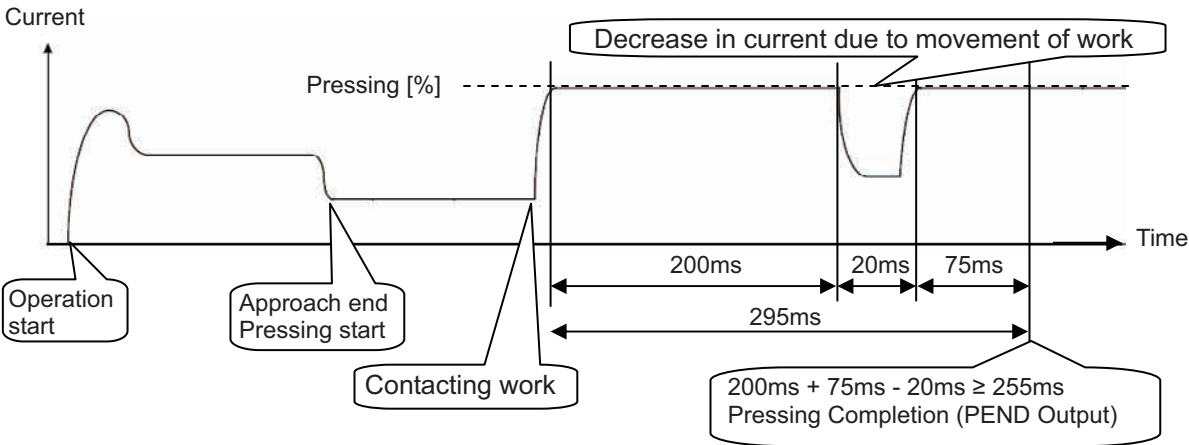 Current
Decrease in current due to movement of work
Pressing [%]
Time
200ms
20ms
75ms
Operation
start
Approach end
Pressing start
295ms
Contacting work
200ms + 75ms - 20ms ≥ 255ms
Pressing Completion (PEND Output)